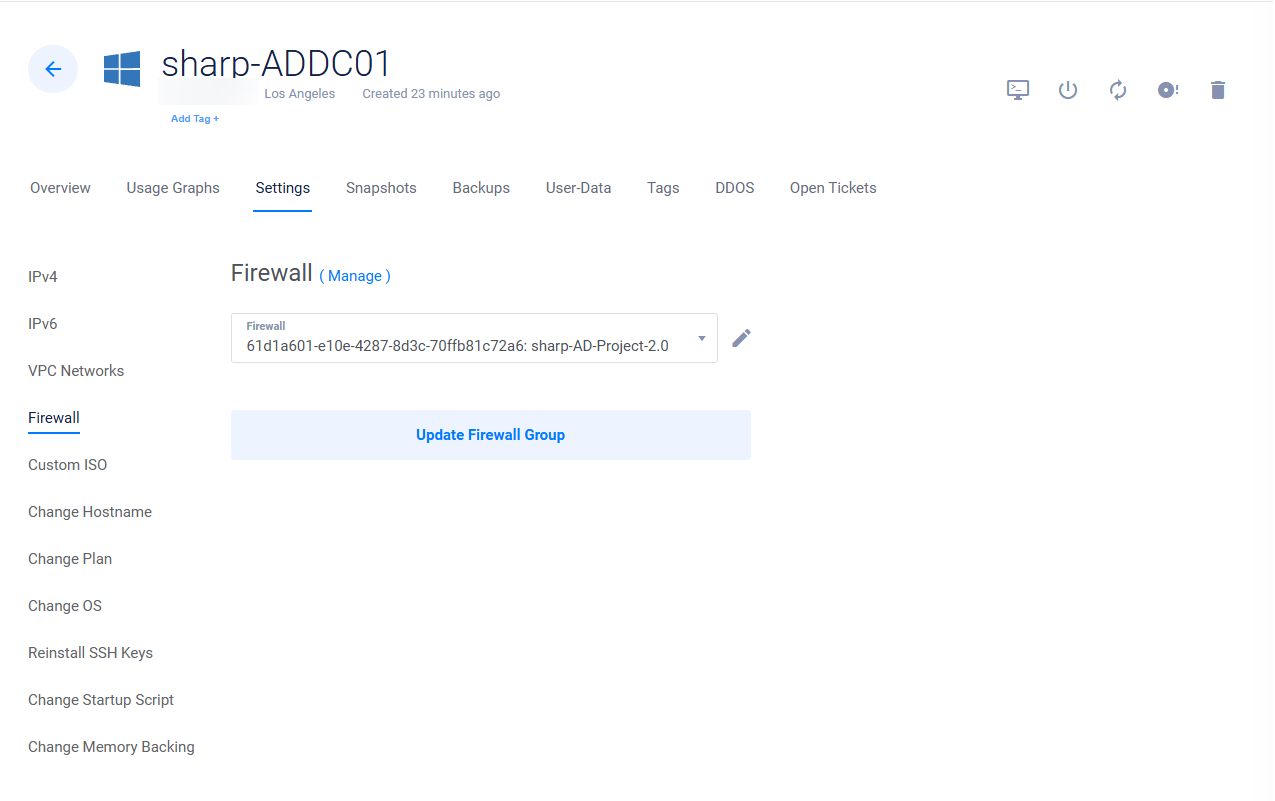 sharp-ADDC01
Los Angeles Created 23 minutes ago
Add Tag +
Overview Usage Graphs Settings Snapshots Backups User-Data Tags DDOS Open Tickets
IPv4
IPv6
VPC Networks
Firewall
Custom ISO
Change Hostname
Change Plan
Change OS
Reinstall SSH Keys
Change Startup Script
Change Memory Backing
Firewall ( Manage )
Firewall
61d1a601-e10e-4287-8d3c-70ffb81c72a6: sharp-AD-Project-2.0
Update Firewall Group